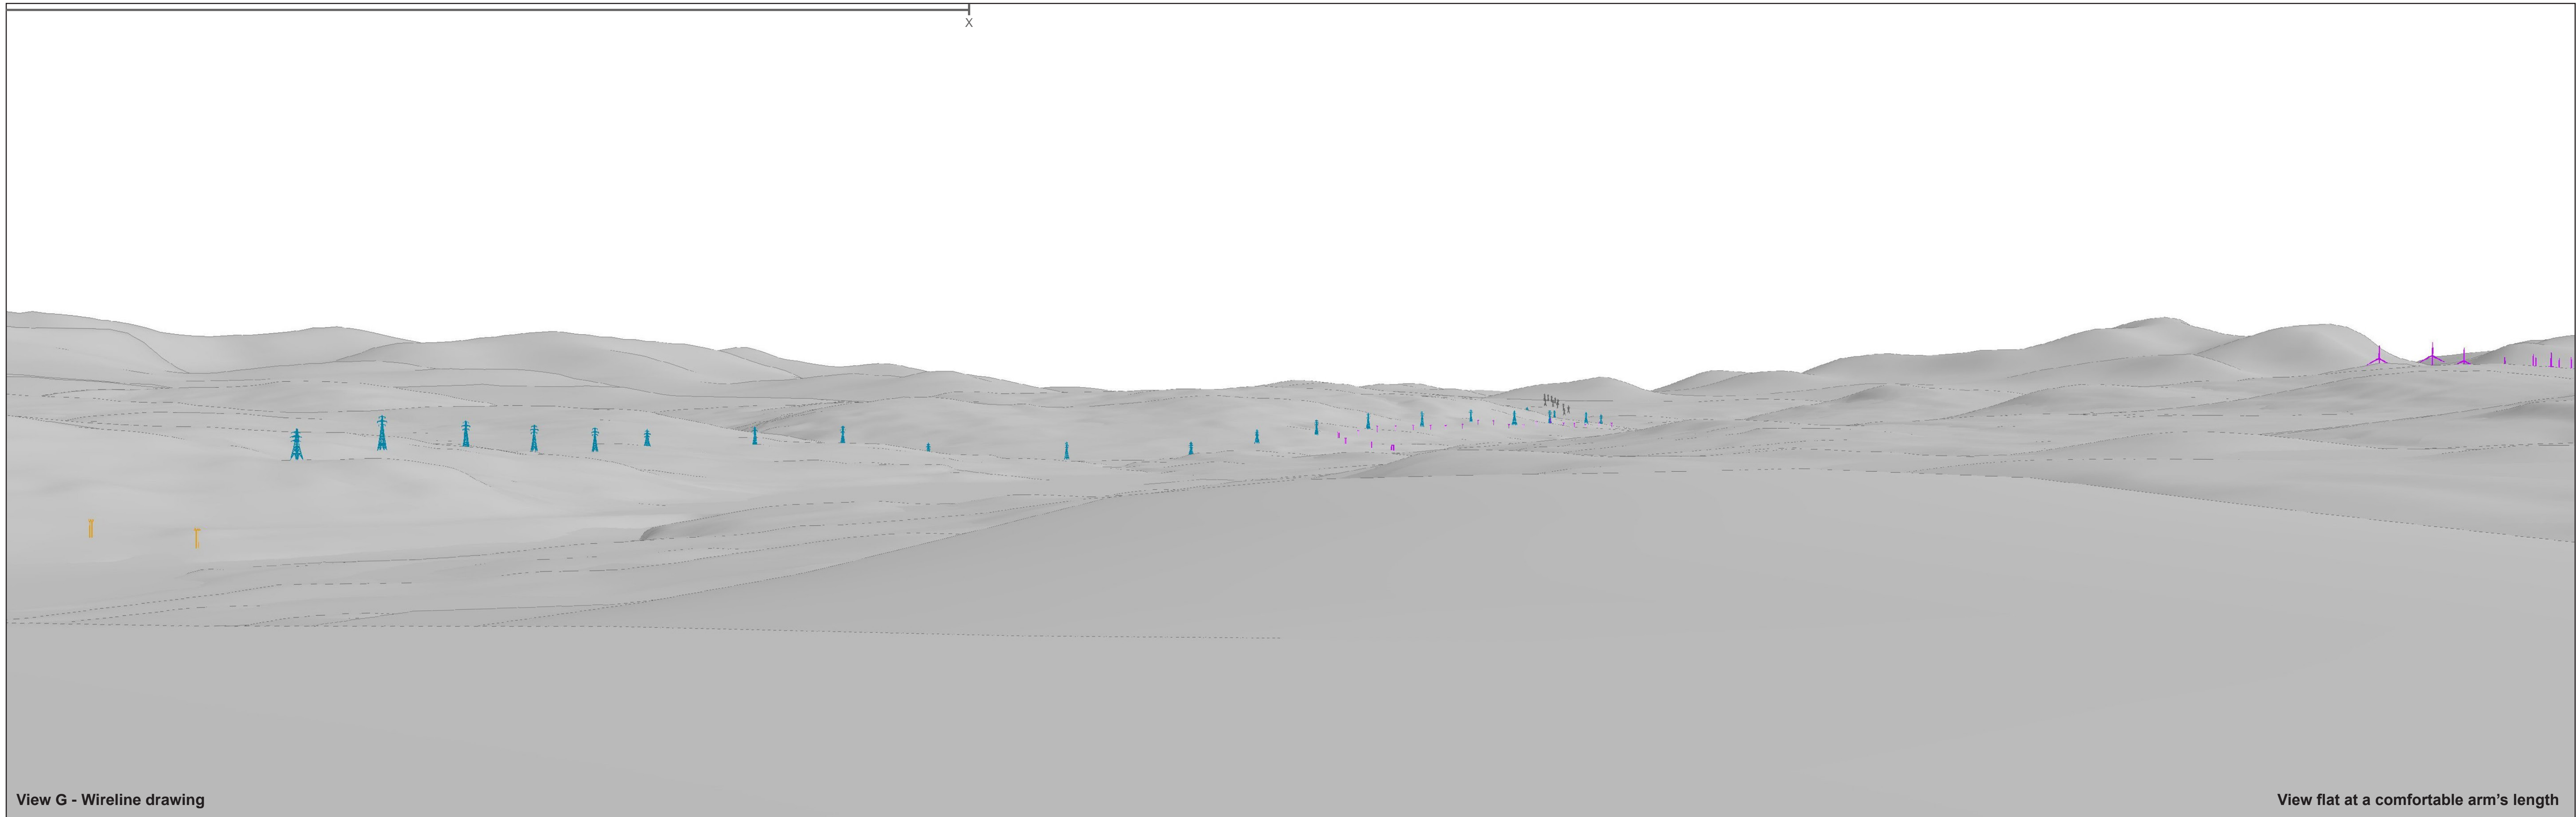 X
View G - Wireline drawing
View flat at a comfortable arm’s length